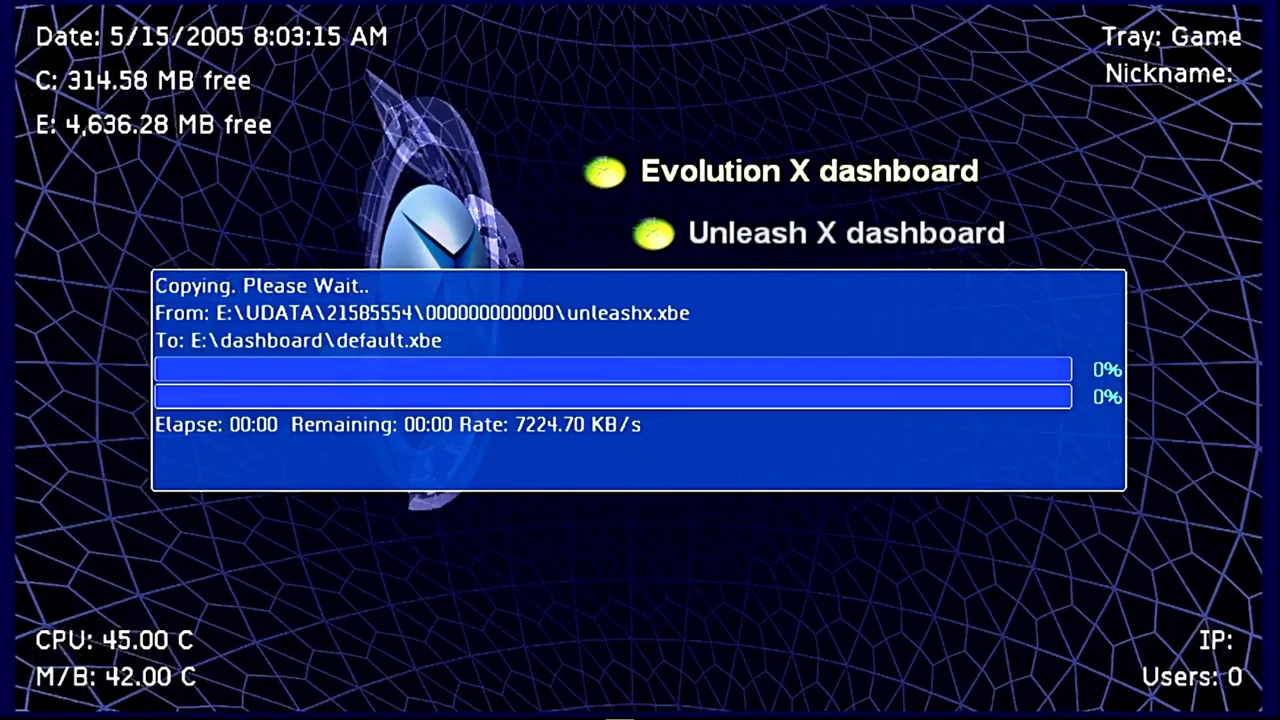 Date: 5/15/2005 8:03:15 AM
Tray: Game
C: 314.58 MB free
Nickname:
E: 4,636.28 MB free
Evolution X dashboard
Unleash X dashboard
Copying. Please Wait..
From: E:\UDATA\21585554\000000000000\unleashx.xbe
To: E:\dashboard\default.xbe
0%
0%
Elapse: 00:00 Remaining: 00:00 Rate: 7224.70 KB/s
CPU: 45.00 C
IP:
M/B: 42.00 C
Users: 0